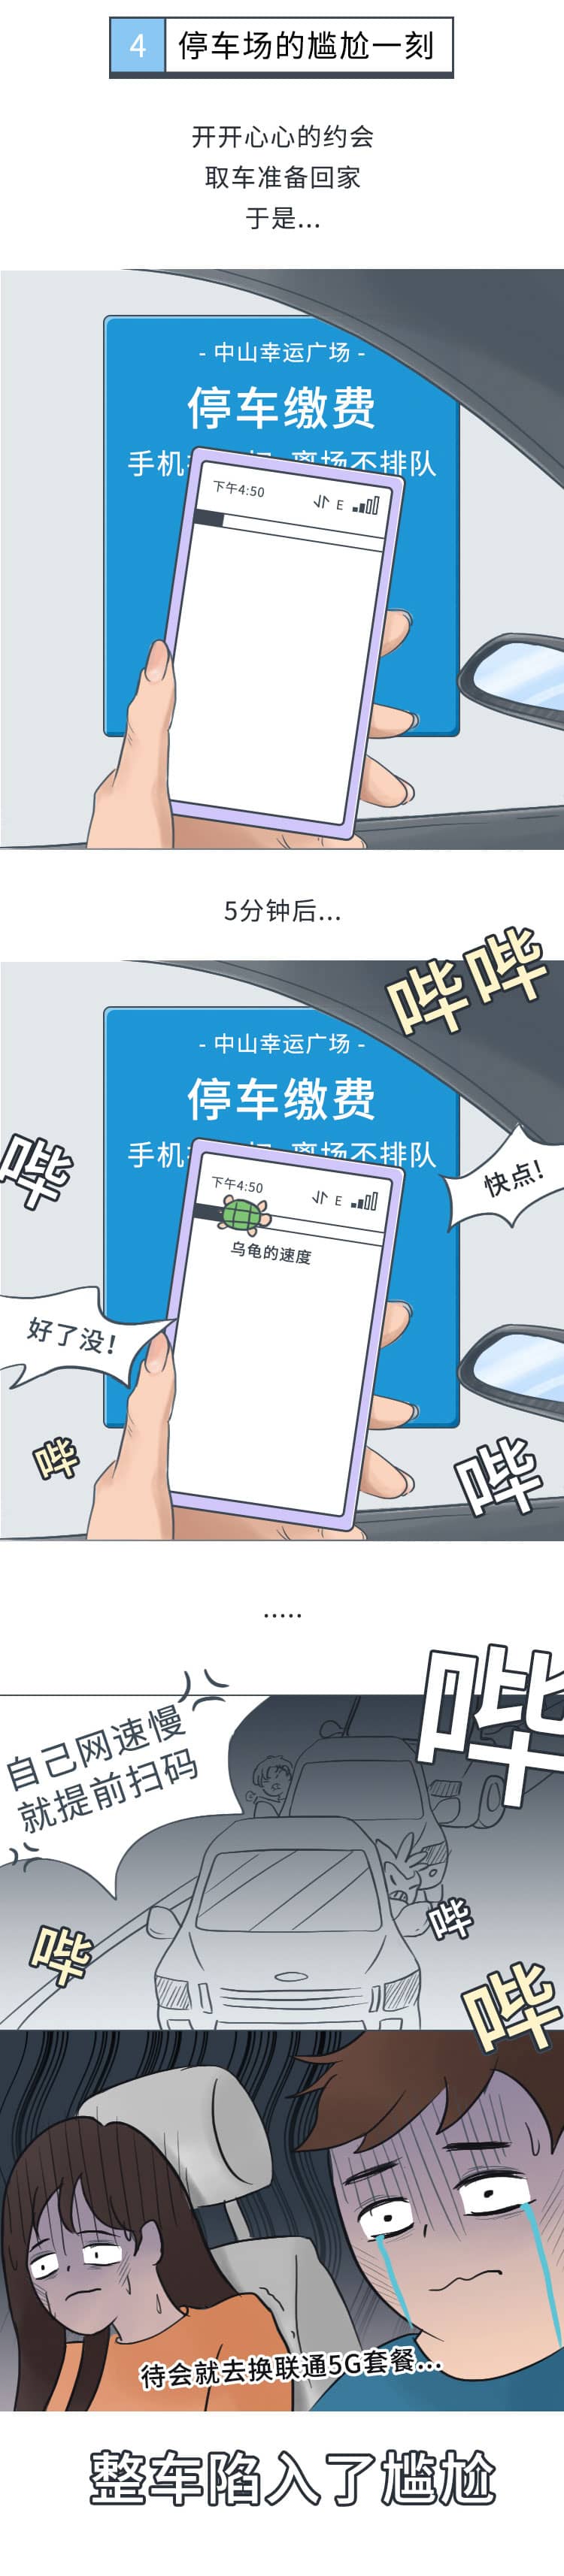 4 停车场的尴尬一刻
开开心心的约会
取车准备回家
于是...
- 中山幸运广场 -
停车缴费
手机 离场不排队
下午4:50 E
5分钟后...
哔哔
- 中山幸运广场 -
停车缴费
手机 离场不排队
哔
快点!
下午4:50 E
乌龟的速度
好了没!
哔
哔
.....
哔
自己网速慢
就提前扫码
哔
哔
哔
待会就去换联通5G套餐...
整车陷入了尴尬